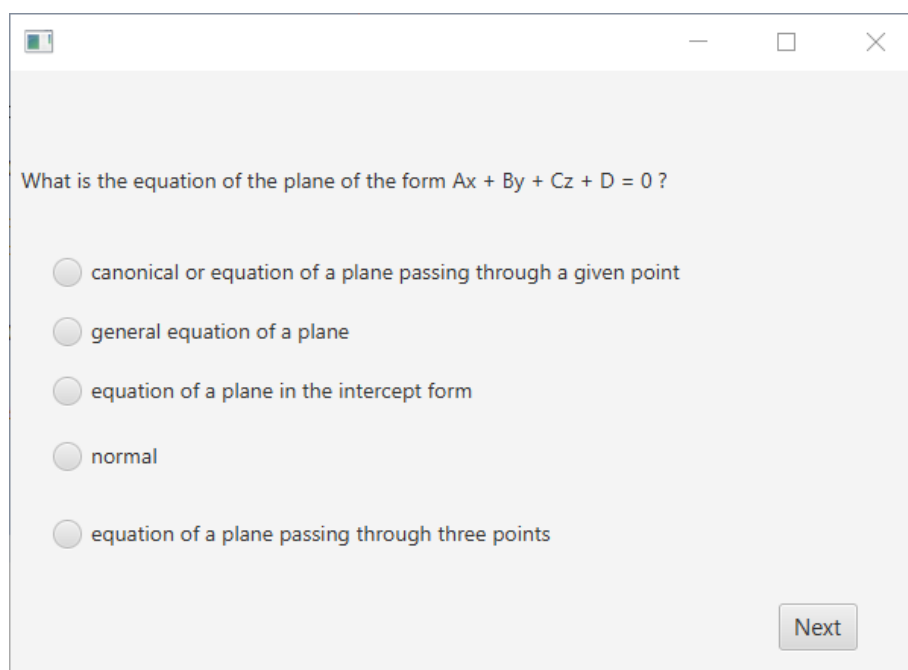 What is the equation of the plane of the form Ax + By + Cz + D = 0 ?
canonical or equation of a plane passing through a given point
general equation of a plane
equation of a plane in the intercept form
normal
equation of a plane passing through three points
Next